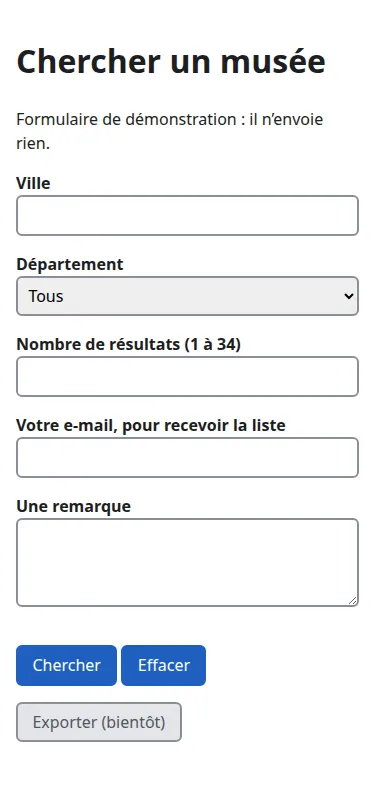 Chercher un musée
Formulaire de démonstration : il n’envoie
rien.
Ville
Département
Tous
Nombre de résultats (1 à 34)
Votre e-mail, pour recevoir la liste
Une remarque
Chercher
Effacer
Exporter (bientôt)